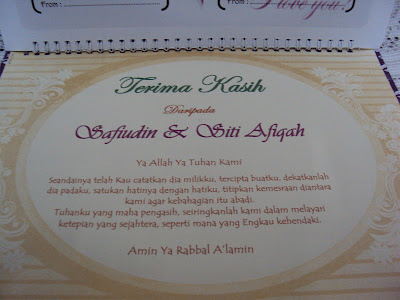 from :
from :
I love you!
Terima Kasih
Daripada
Safiudin & Siti Afiqah
Ya Allah Ya Tuhan Kami
Seandainya telah Kau catatkan dia milikku, tercipta buatku, dekatkanlah
dia padaku, satukan hatinya dengan hatiku, titipkan kemesraan diantara
kami agar kebahagian itu abadi.
Tuhanku yang maha pengasih, seiringkanlah kami dalam melayari
ketepian yang sejahtera, seperti mana yang Engkau kehendaki.
Amin Ya Rabbal A'lamin